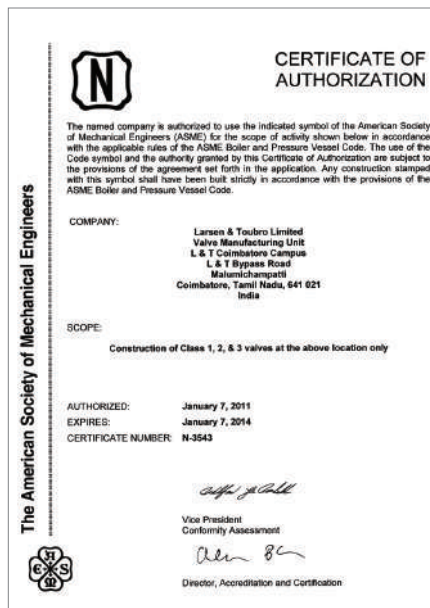 N
CERTIFICATE OF
AUTHORIZATION
The named company is authorized to use the indicated symbol of the American Society
of Mechanical Engineers (ASME) for the scope of activity shown below in accordance
with the applicable rules of the ASME Boiler and Pressure Vessel Code. The use of the
Code symbol and the authority granted by this Certificate of Authorization are subject to
the provisions of the agreement set forth in the application. Any construction stamped
with this symbol shall have been built strictly in accordance with the provisions of the
ASME Boiler and Pressure Vessel Code.
COMPANY:
Larsen & Toubro Limited
Valve Manufacturing Unit
L & T Coimbatore Campus
L & T Bypass Road
Malumichampatti
Coimbatore, Tamil Nadu, 641 021
India
SCOPE:
Construction of Class 1, 2, & 3 valves at the above location only
AUTHORIZED: January 7, 2011
EXPIRES: January 7, 2014
CERTIFICATE NUMBER: N-3543
Vice President
Conformity Assessment
Director, Accreditation and Certification
The American Society of Mechanical Engineers
A
S
M
E